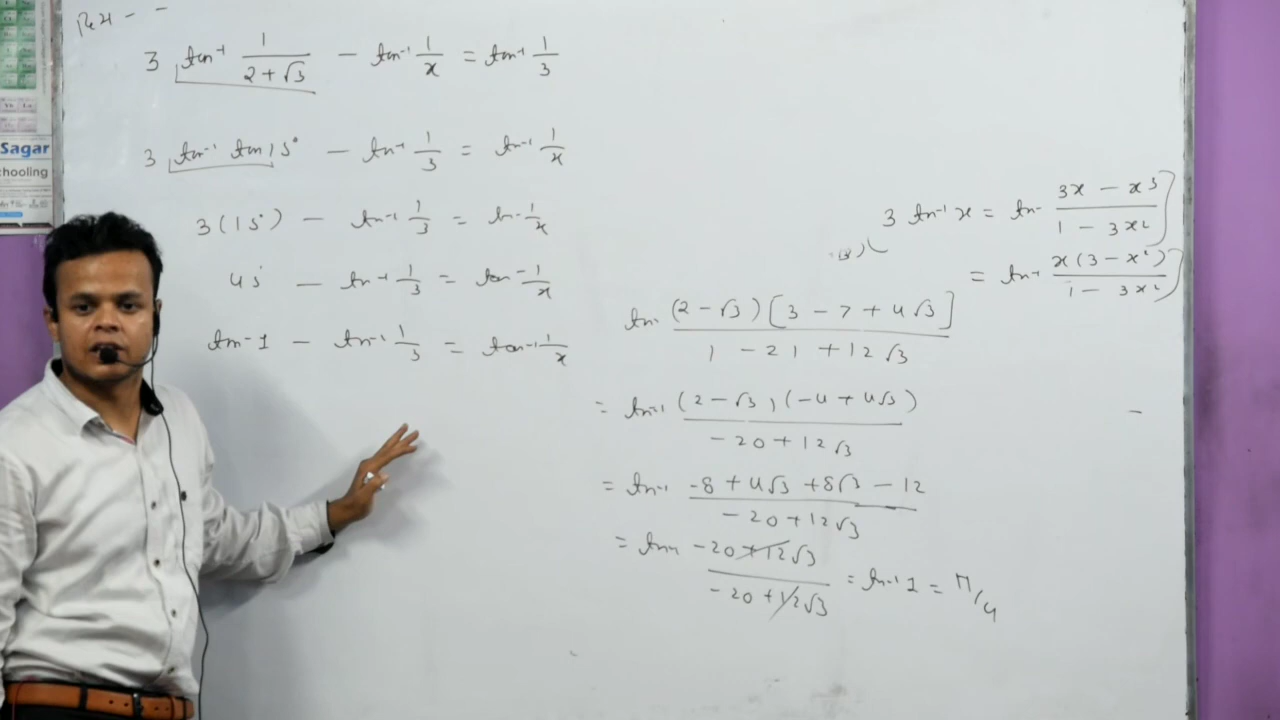 Sagar
chooling
3 tan⁻¹ 1/(2+√3) − tan⁻¹ 1/x = tan⁻¹ 1/3
3 tan⁻¹ tan 15° − tan⁻¹ 1/3 = tan⁻¹ 1/x
3(15°) − tan⁻¹ 1/3 = tan⁻¹ 1/x
45° − tan⁻¹ 1/3 = tan⁻¹ 1/x
tan⁻¹ 1 − tan⁻¹ 1/3 = tan⁻¹ 1/x
3 tan⁻¹ x = tan⁻ (3x − x³)/(1 − 3x²)
= tan⁻¹ x(3 − x²)/(1 − 3x²)
tan⁻ (2 − √3)[3 − 7 + 4√3]/(1 − 21 + 12√3)
= tan⁻¹ (2 − √3)(−4 + 4√3)/(−20 + 12√3)
= tan⁻¹ (−8 + 4√3 + 8√3 − 12)/(−20 + 12√3)
= tan⁻¹ (−20 + 12√3)/(−20 + 12√3) = tan⁻¹ 1 = π/4